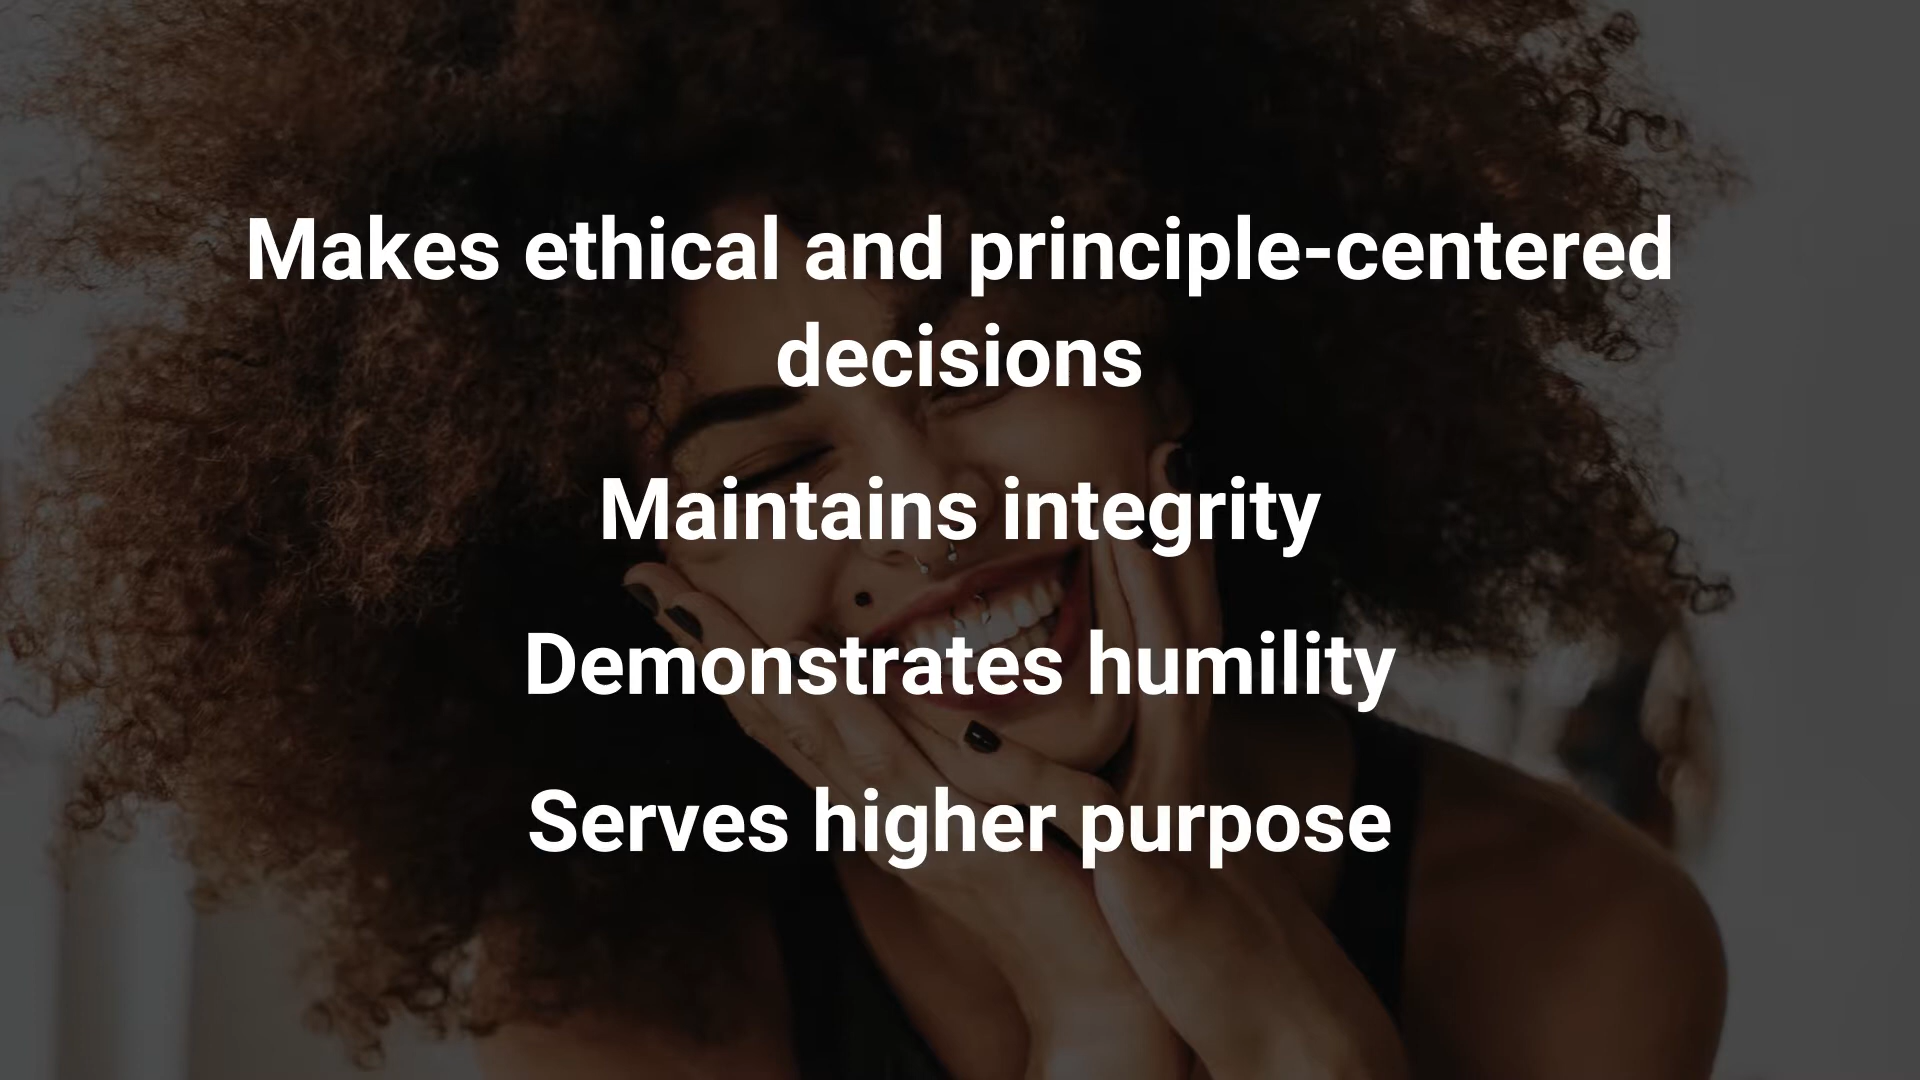 Makes ethical and principle-centered
decisions
Maintains integrity
Demonstrates humility
Serves higher purpose